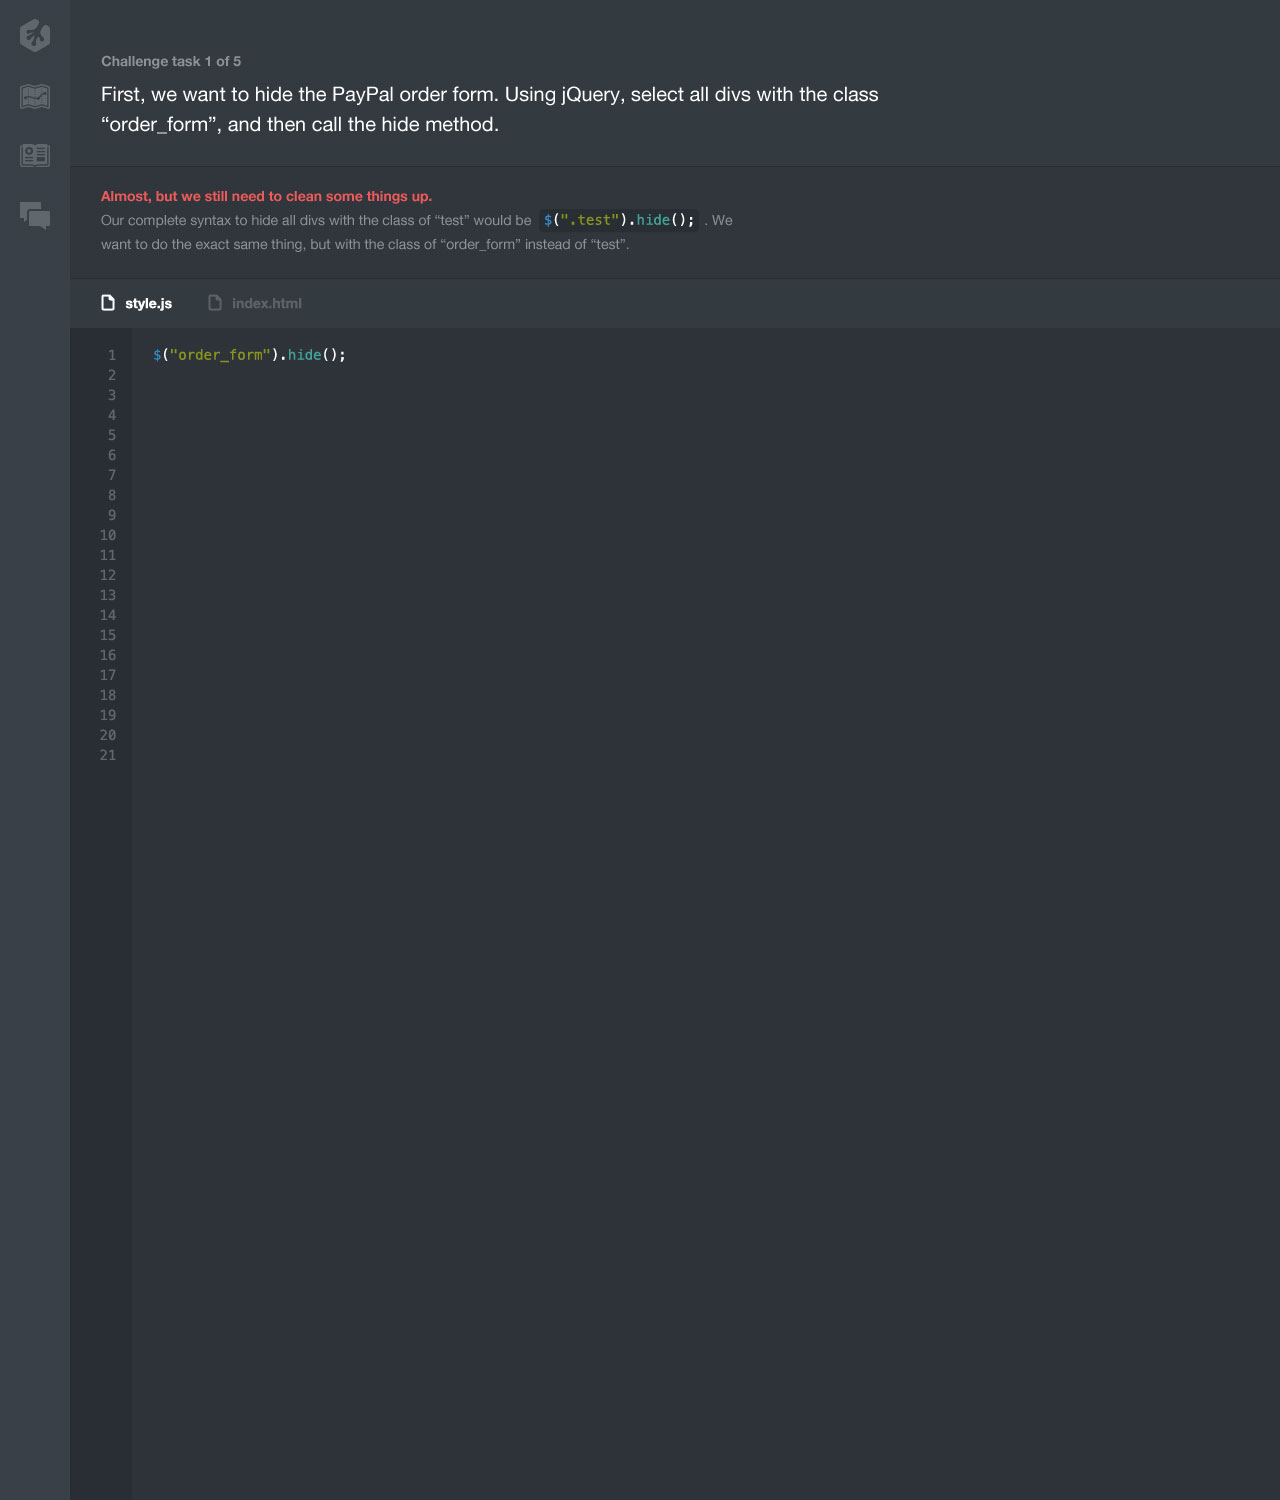 Challenge task 1 of 5
First, we want to hide the PayPal order form. Using jQuery, select all divs with the class
“order_form”, and then call the hide method.
Almost, but we still need to clean some things up.
Our complete syntax to hide all divs with the class of “test” would be $(".test").hide(); . We
want to do the exact same thing, but with the class of “order_form” instead of “test”.
style.js index.html
1 $("order_form").hide();
2
3
4
5
6
7
8
9
10
11
12
13
14
15
16
17
18
19
20
21